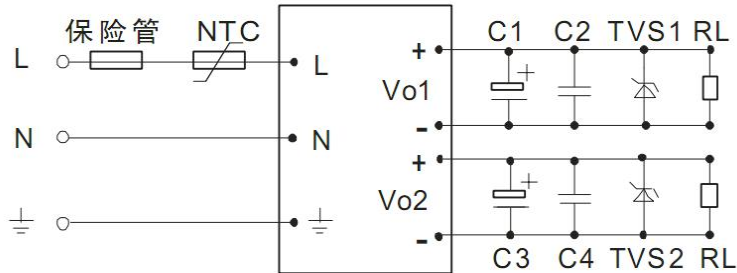 保险管 NTC C1 C2 TVS1 RL
L L
+
Vo1
-
N N
+
Vo2
-
C3 C4 TVS2 RL
+
+